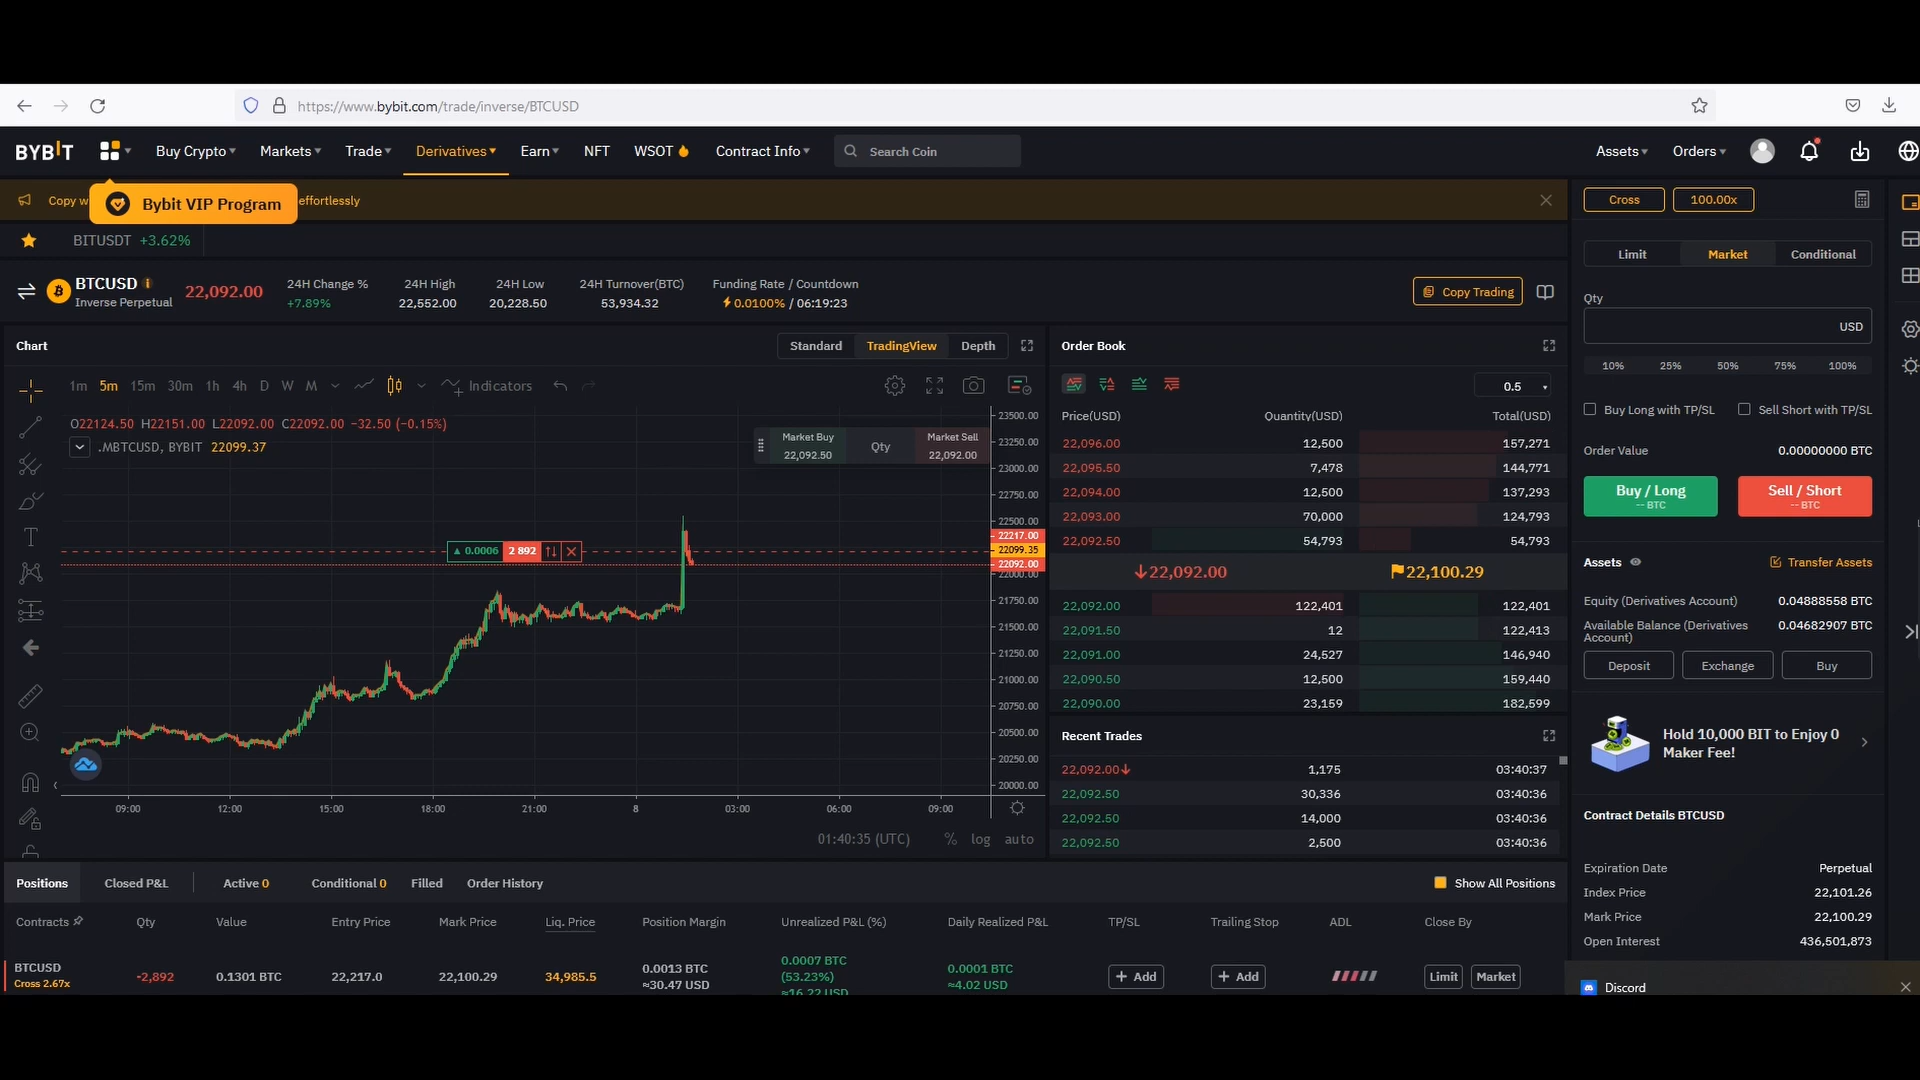 https://www.bybit.com/trade/inverse/BTCUSD
BYBIT Buy Crypto Markets Trade Derivatives Earn NFT WSOT Contract Info Search Coin Assets Orders
Copy w Bybit VIP Program effortlessly
BITUSDT +3.62%
BTCUSD
Inverse Perpetual
22,092.00
24H Change %
+7.89%
24H High
22,552.00
24H Low
20,228.50
24H Turnover(BTC)
53,934.32
Funding Rate / Countdown
0.0100% / 06:19:23
Copy Trading
Chart Standard TradingView Depth
1m 5m 15m 30m 1h 4h D W M Indicators
O22124.50 H22151.00 L22092.00 C22092.00 -32.50 (-0.15%)
.MBTCUSD, BYBIT 22099.37
Market Buy
22,092.50
Qty
Market Sell
22,092.00
0.0006 2 892
23500.00
23250.00
23000.00
22750.00
22500.00
22217.00
22099.35
22092.00
22000.00
21750.00
21500.00
21250.00
21000.00
20750.00
20500.00
20250.00
20000.00
09:00 12:00 15:00 18:00 21:00 8 03:00 06:00 09:00
01:40:35 (UTC) % log auto
Order Book
0.5
Price(USD) Quantity(USD) Total(USD)
22,096.00 12,500 157,271
22,095.50 7,478 144,771
22,094.00 12,500 137,293
22,093.00 70,000 124,793
22,092.50 54,793 54,793
22,092.00 22,100.29
22,092.00 122,401 122,401
22,091.50 12 122,413
22,091.00 24,527 146,940
22,090.50 12,500 159,440
22,090.00 23,159 182,599
Recent Trades
22,092.00 1,175 03:40:37
22,092.50 30,336 03:40:36
22,092.50 14,000 03:40:36
22,092.50 2,500 03:40:36
Cross 100.00x
Limit Market Conditional
Qty
USD
10% 25% 50% 75% 100%
Buy Long with TP/SL Sell Short with TP/SL
Order Value 0.00000000 BTC
Buy / Long
-- BTC
Sell / Short
-- BTC
Assets Transfer Assets
Equity (Derivatives Account) 0.04888558 BTC
Available Balance (Derivatives Account) 0.04682907 BTC
Deposit Exchange Buy
Hold 10,000 BIT to Enjoy 0
Maker Fee!
Contract Details BTCUSD
Expiration Date Perpetual
Index Price 22,101.26
Mark Price 22,100.29
Open Interest 436,501,873
Discord
Positions Closed P&L Active 0 Conditional 0 Filled Order History Show All Positions
Contracts Qty Value Entry Price Mark Price Liq. Price Position Margin Unrealized P&L (%) Daily Realized P&L TP/SL Trailing Stop ADL Close By
BTCUSD
Cross 2.67x
-2,892 0.1301 BTC 22,217.0 22,100.29 34,985.5
0.0013 BTC
≈30.47 USD
0.0007 BTC
(53.23%)
≈16.22 USD
0.0001 BTC
≈4.02 USD
+ Add + Add Limit Market